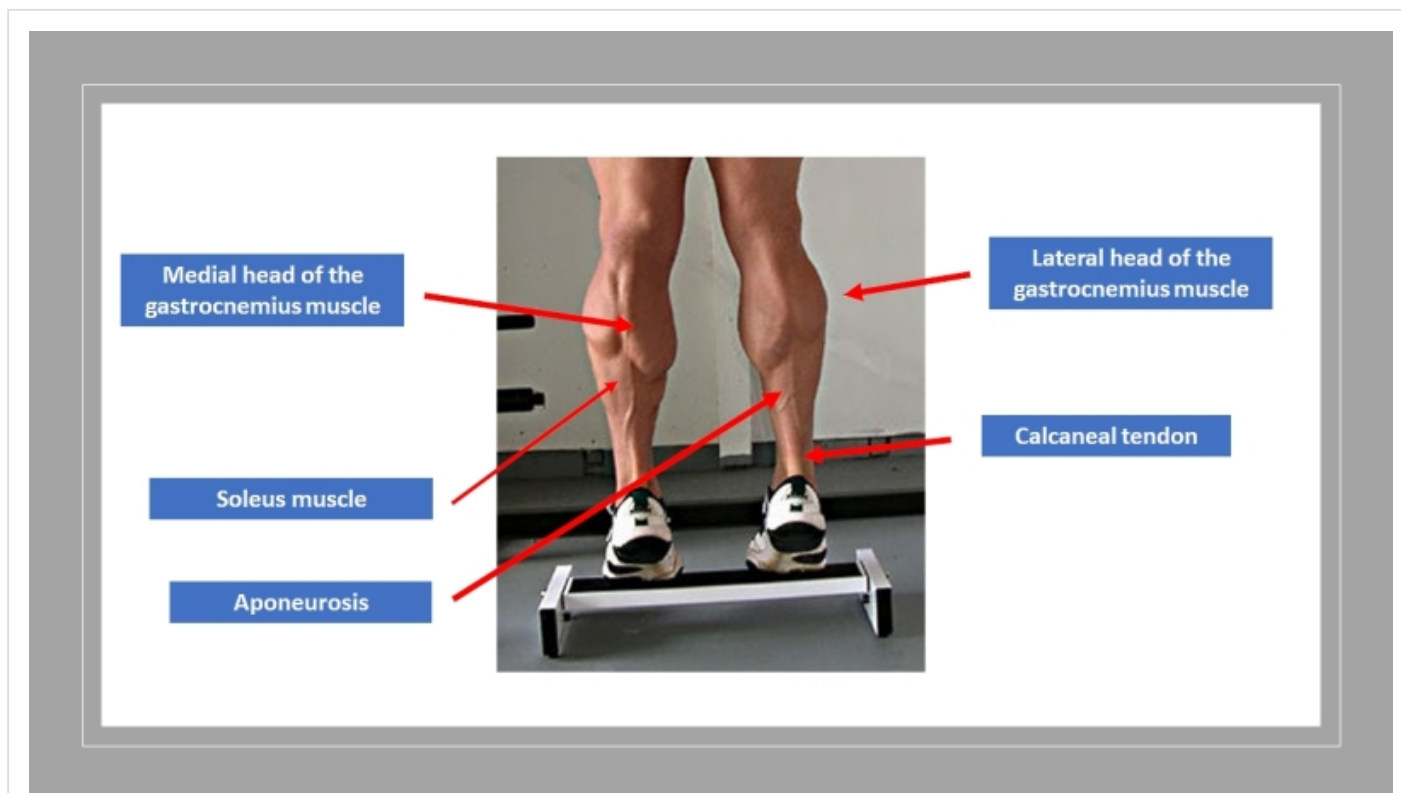 Medial head of the
gastrocnemius muscle
Lateral head of the
gastrocnemius muscle
Calcaneal tendon
Soleus muscle
Aponeurosis